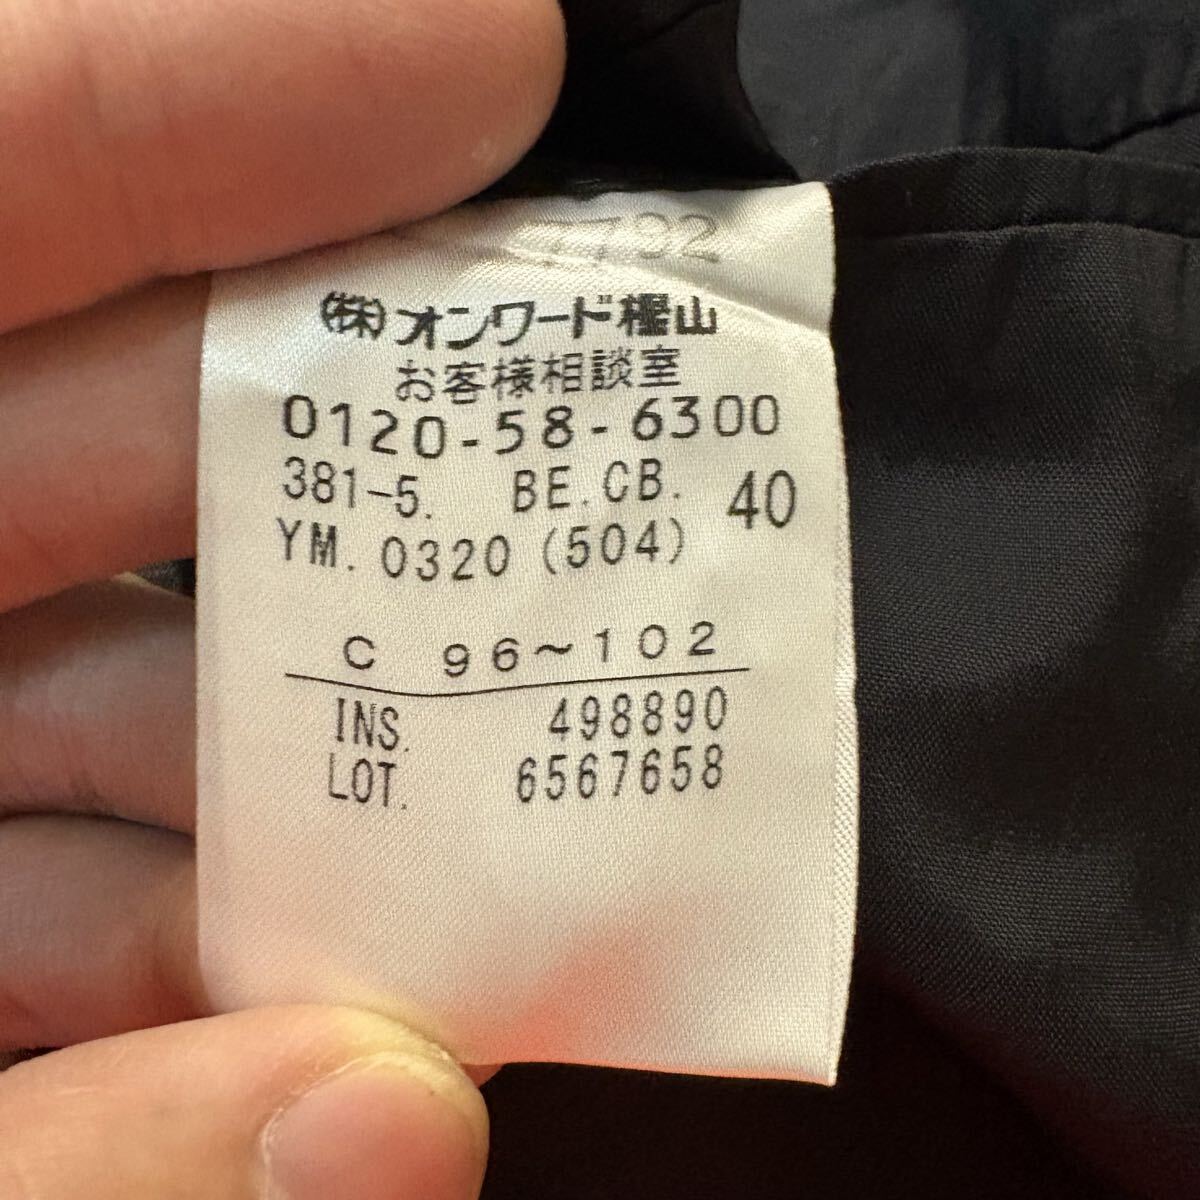 ㈱オンワード樫山
お客様相談室
0120-58-6300
381-5. BE.CB. 40
YM. 0320 (504)
C 96~102
INS. 498890
LOT. 6567658